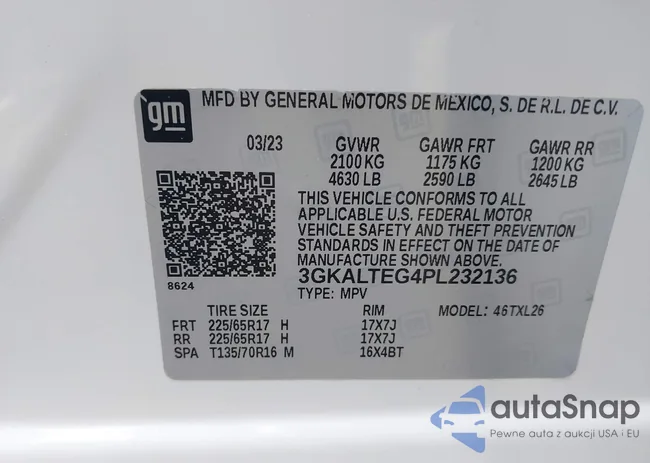 gm MFD BY GENERAL MOTORS DE MEXICO, S. DE R.L. DE C.V.
03/23 GVWR GAWR FRT GAWR RR
2100 KG 1175 KG 1200 KG
4630 LB 2590 LB 2645 LB
THIS VEHICLE CONFORMS TO ALL
APPLICABLE U.S. FEDERAL MOTOR
VEHICLE SAFETY AND THEFT PREVENTION
STANDARDS IN EFFECT ON THE DATE OF
MANUFACTURE SHOWN ABOVE.
3GKALTEG4PL232136
8624 TYPE: MPV
TIRE SIZE RIM MODEL: 46TXL26
FRT 225/65R17 H 17X7J
RR 225/65R17 H 17X7J
SPA T135/70R16 M 16X4BT
autaSnap
Pewne auta z aukcji USA i EU